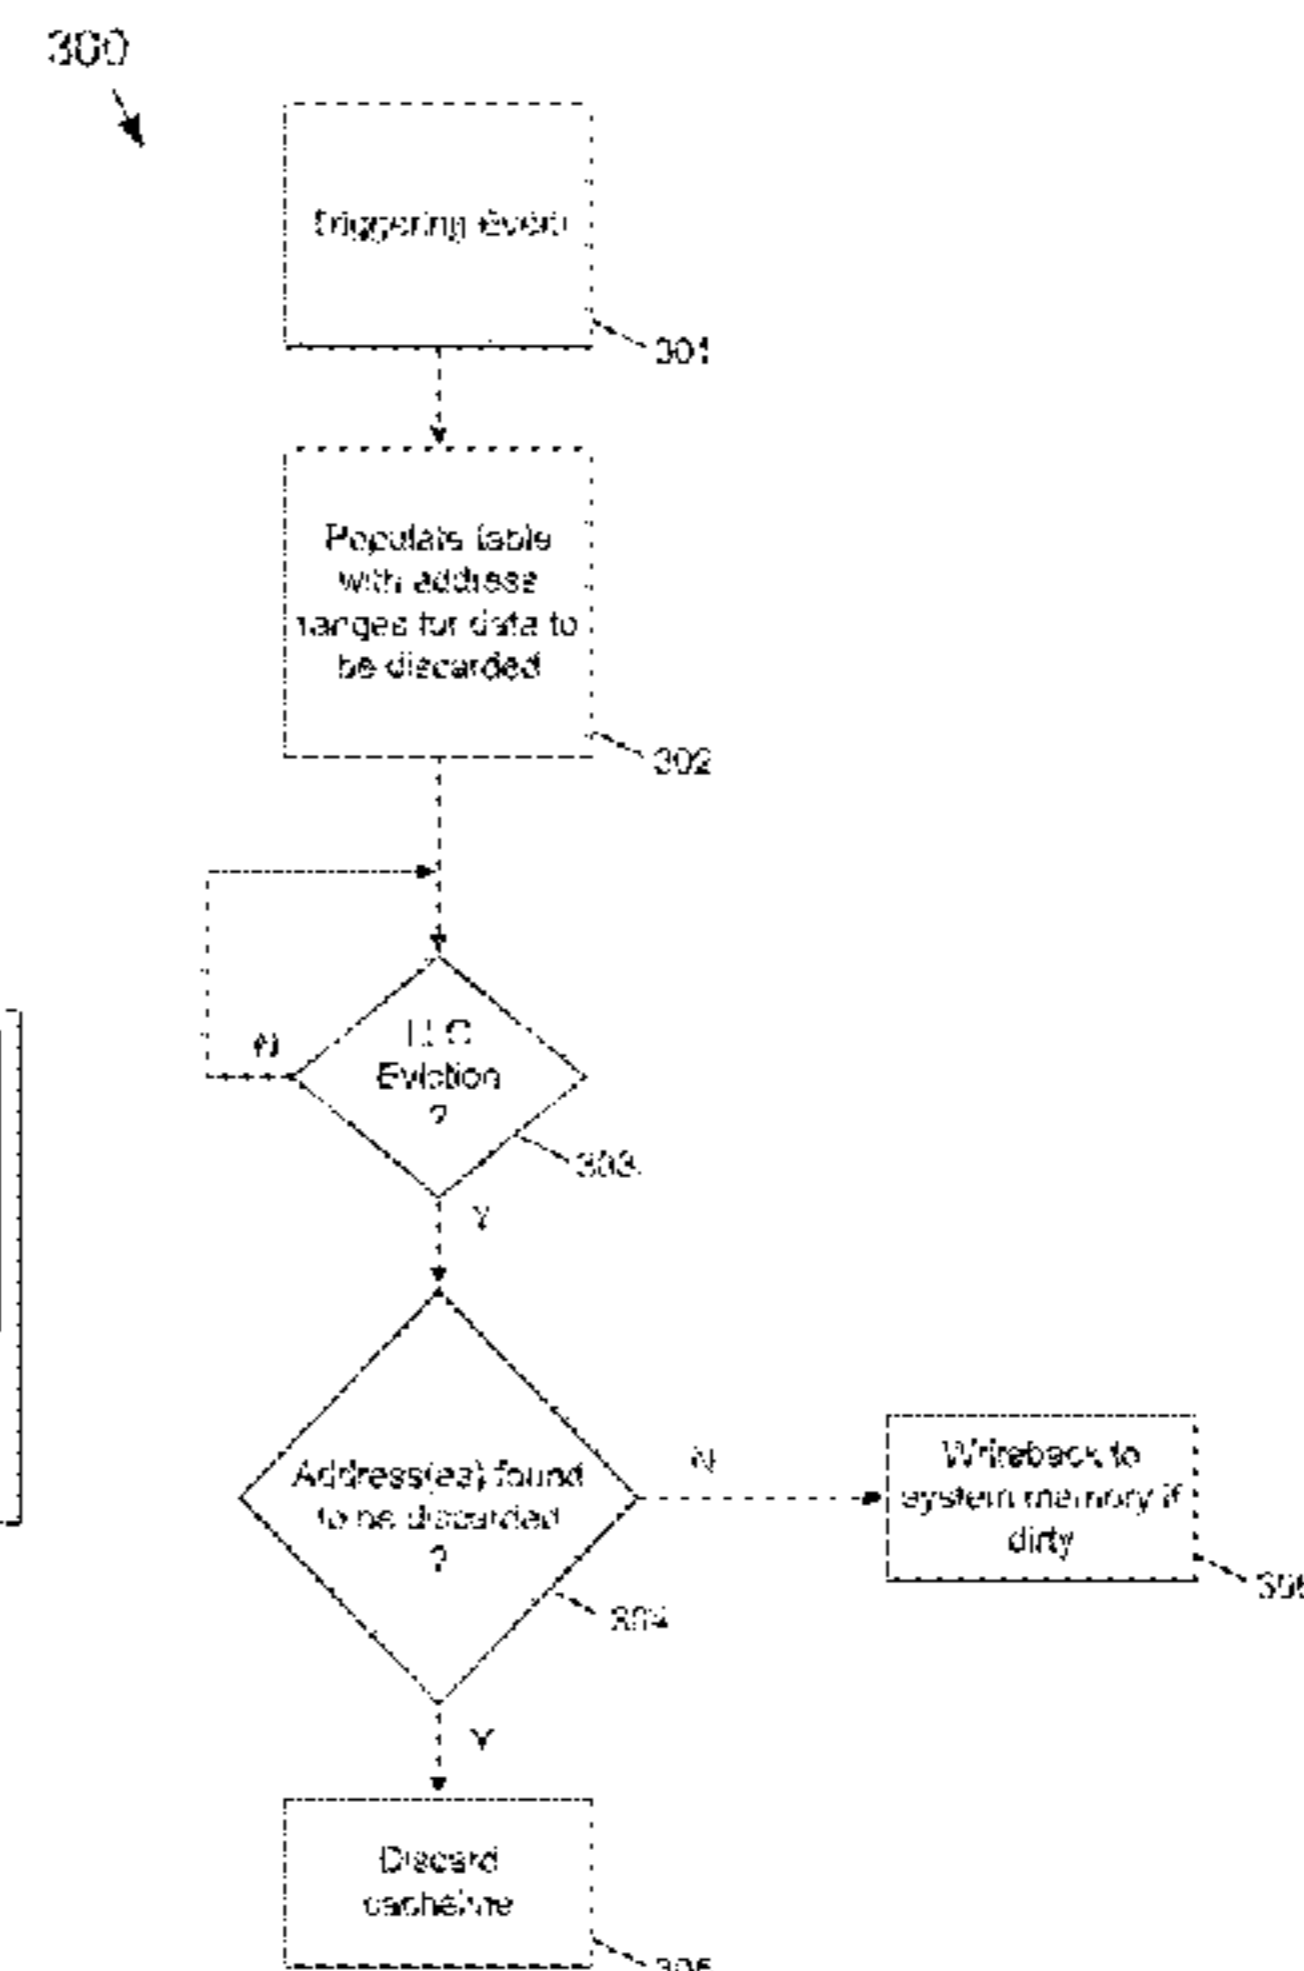 300
Triggering Event
301
Populate table
with address
ranges for data to
be discarded
302
N
LLC
Eviction
?
303
Y
Address(es) found
to be discarded
?
304
N
Writeback to
system memory if
dirty
Y
Discard
cacheline
305